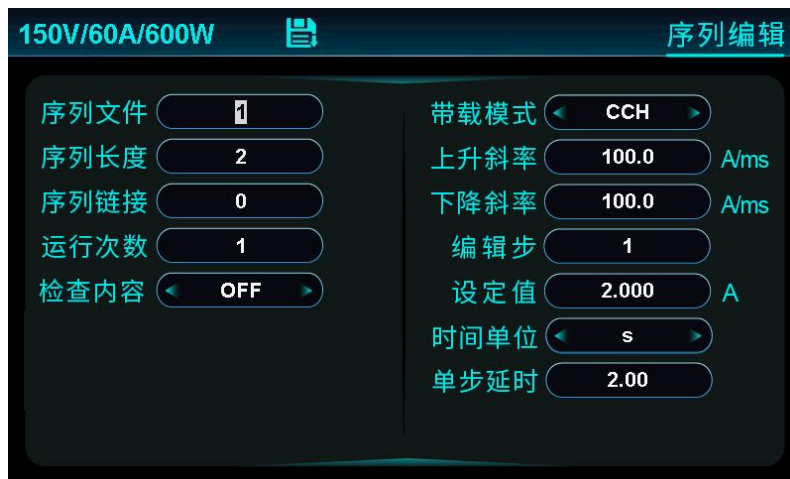 150V/60A/600W 序列编辑
序列文件 1
序列长度 2
序列链接 0
运行次数 1
检查内容 OFF
带载模式 CCH
上升斜率 100.0 A/ms
下降斜率 100.0 A/ms
编辑步 1
设定值 2.000 A
时间单位 s
单步延时 2.00